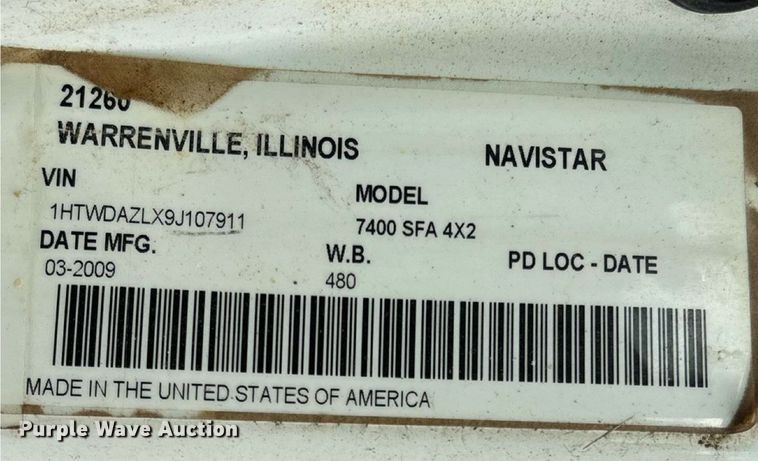 21260
WARRENVILLE, ILLINOIS
NAVISTAR
VIN
MODEL
1HTWDAZLX9J107911
7400 SFA 4X2
DATE MFG.
W.B.
PD LOC - DATE
03-2009
480
MADE IN THE UNITED STATES OF AMERICA
Purple Wave Auction